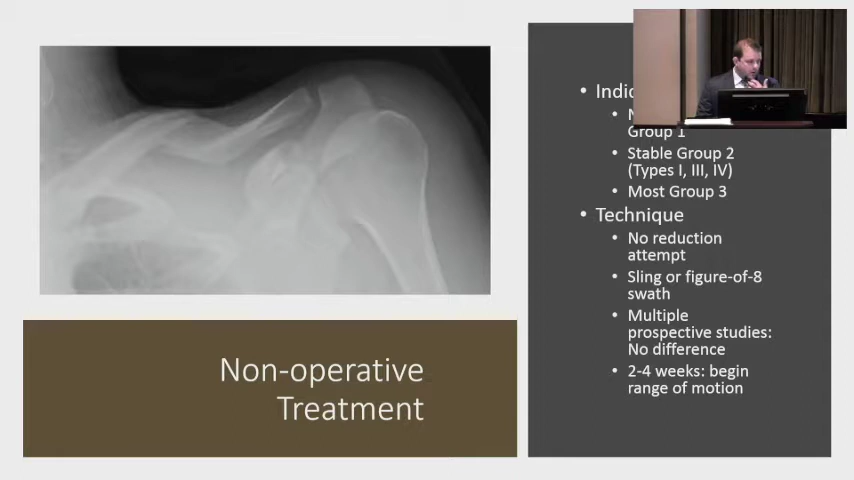 Non-operative
Treatment
• Indic
• N
Group 1
• Stable Group 2
(Types I, III, IV)
• Most Group 3
• Technique
• No reduction
attempt
• Sling or figure-of-8
swath
• Multiple
prospective studies:
No difference
• 2-4 weeks: begin
range of motion